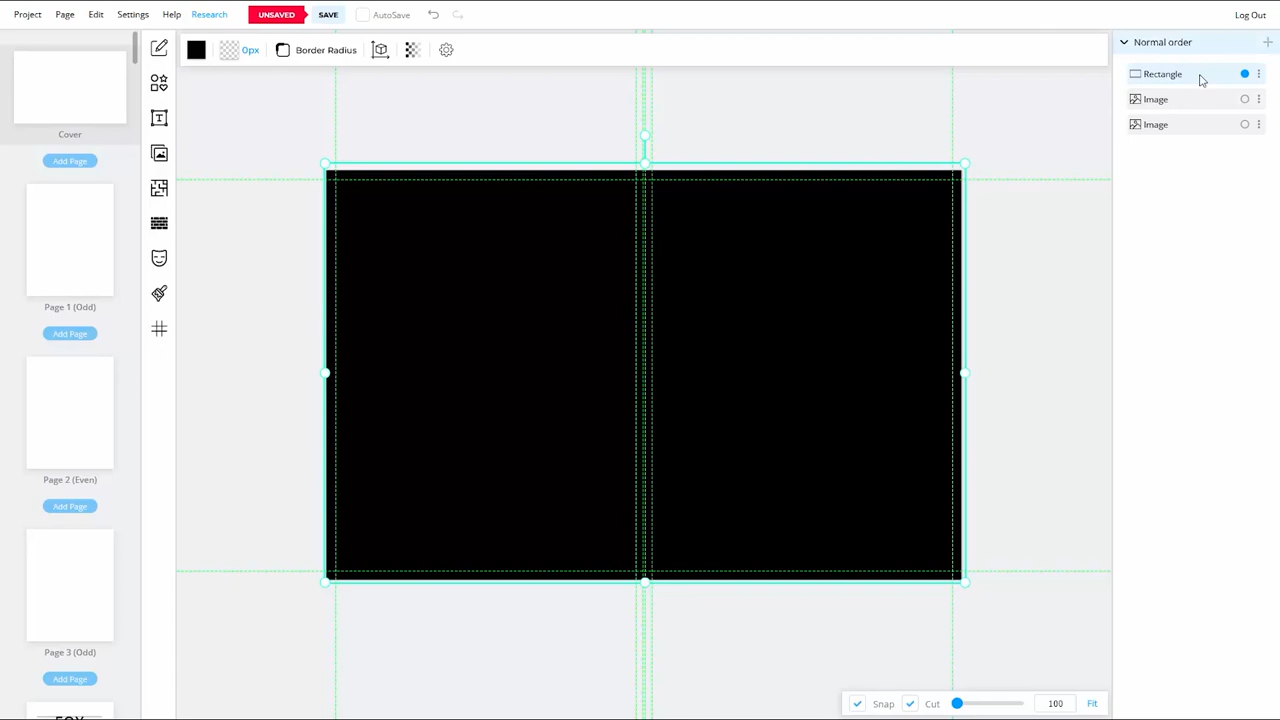 Project Page Edit Settings Help Research UNSAVED SAVE AutoSave Log Out
0px Border Radius
Normal order
Rectangle
Image
Image
Cover
Add Page
Page 1 (Odd)
Add Page
Page 2 (Even)
Add Page
Page 3 (Odd)
Add Page
Snap Cut 100 Fit